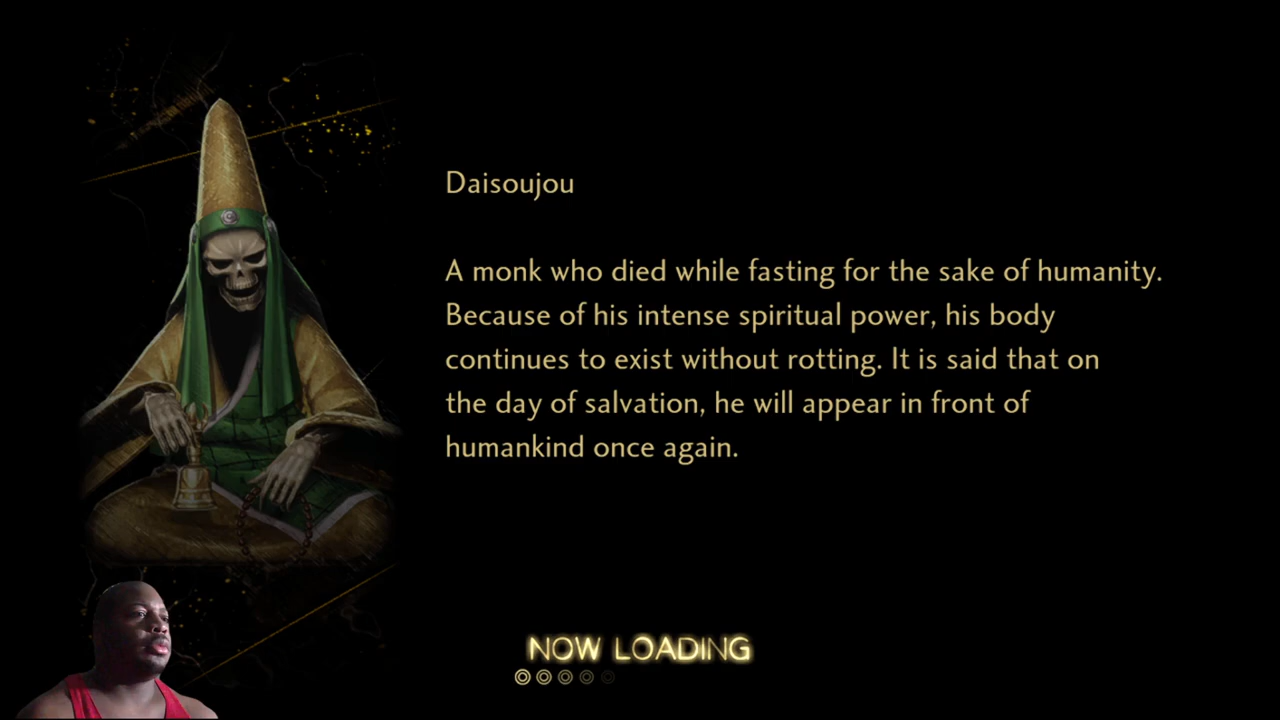 Daisoujou
A monk who died while fasting for the sake of humanity.
Because of his intense spiritual power, his body
continues to exist without rotting. It is said that on
the day of salvation, he will appear in front of
humankind once again.
NOW LOADING